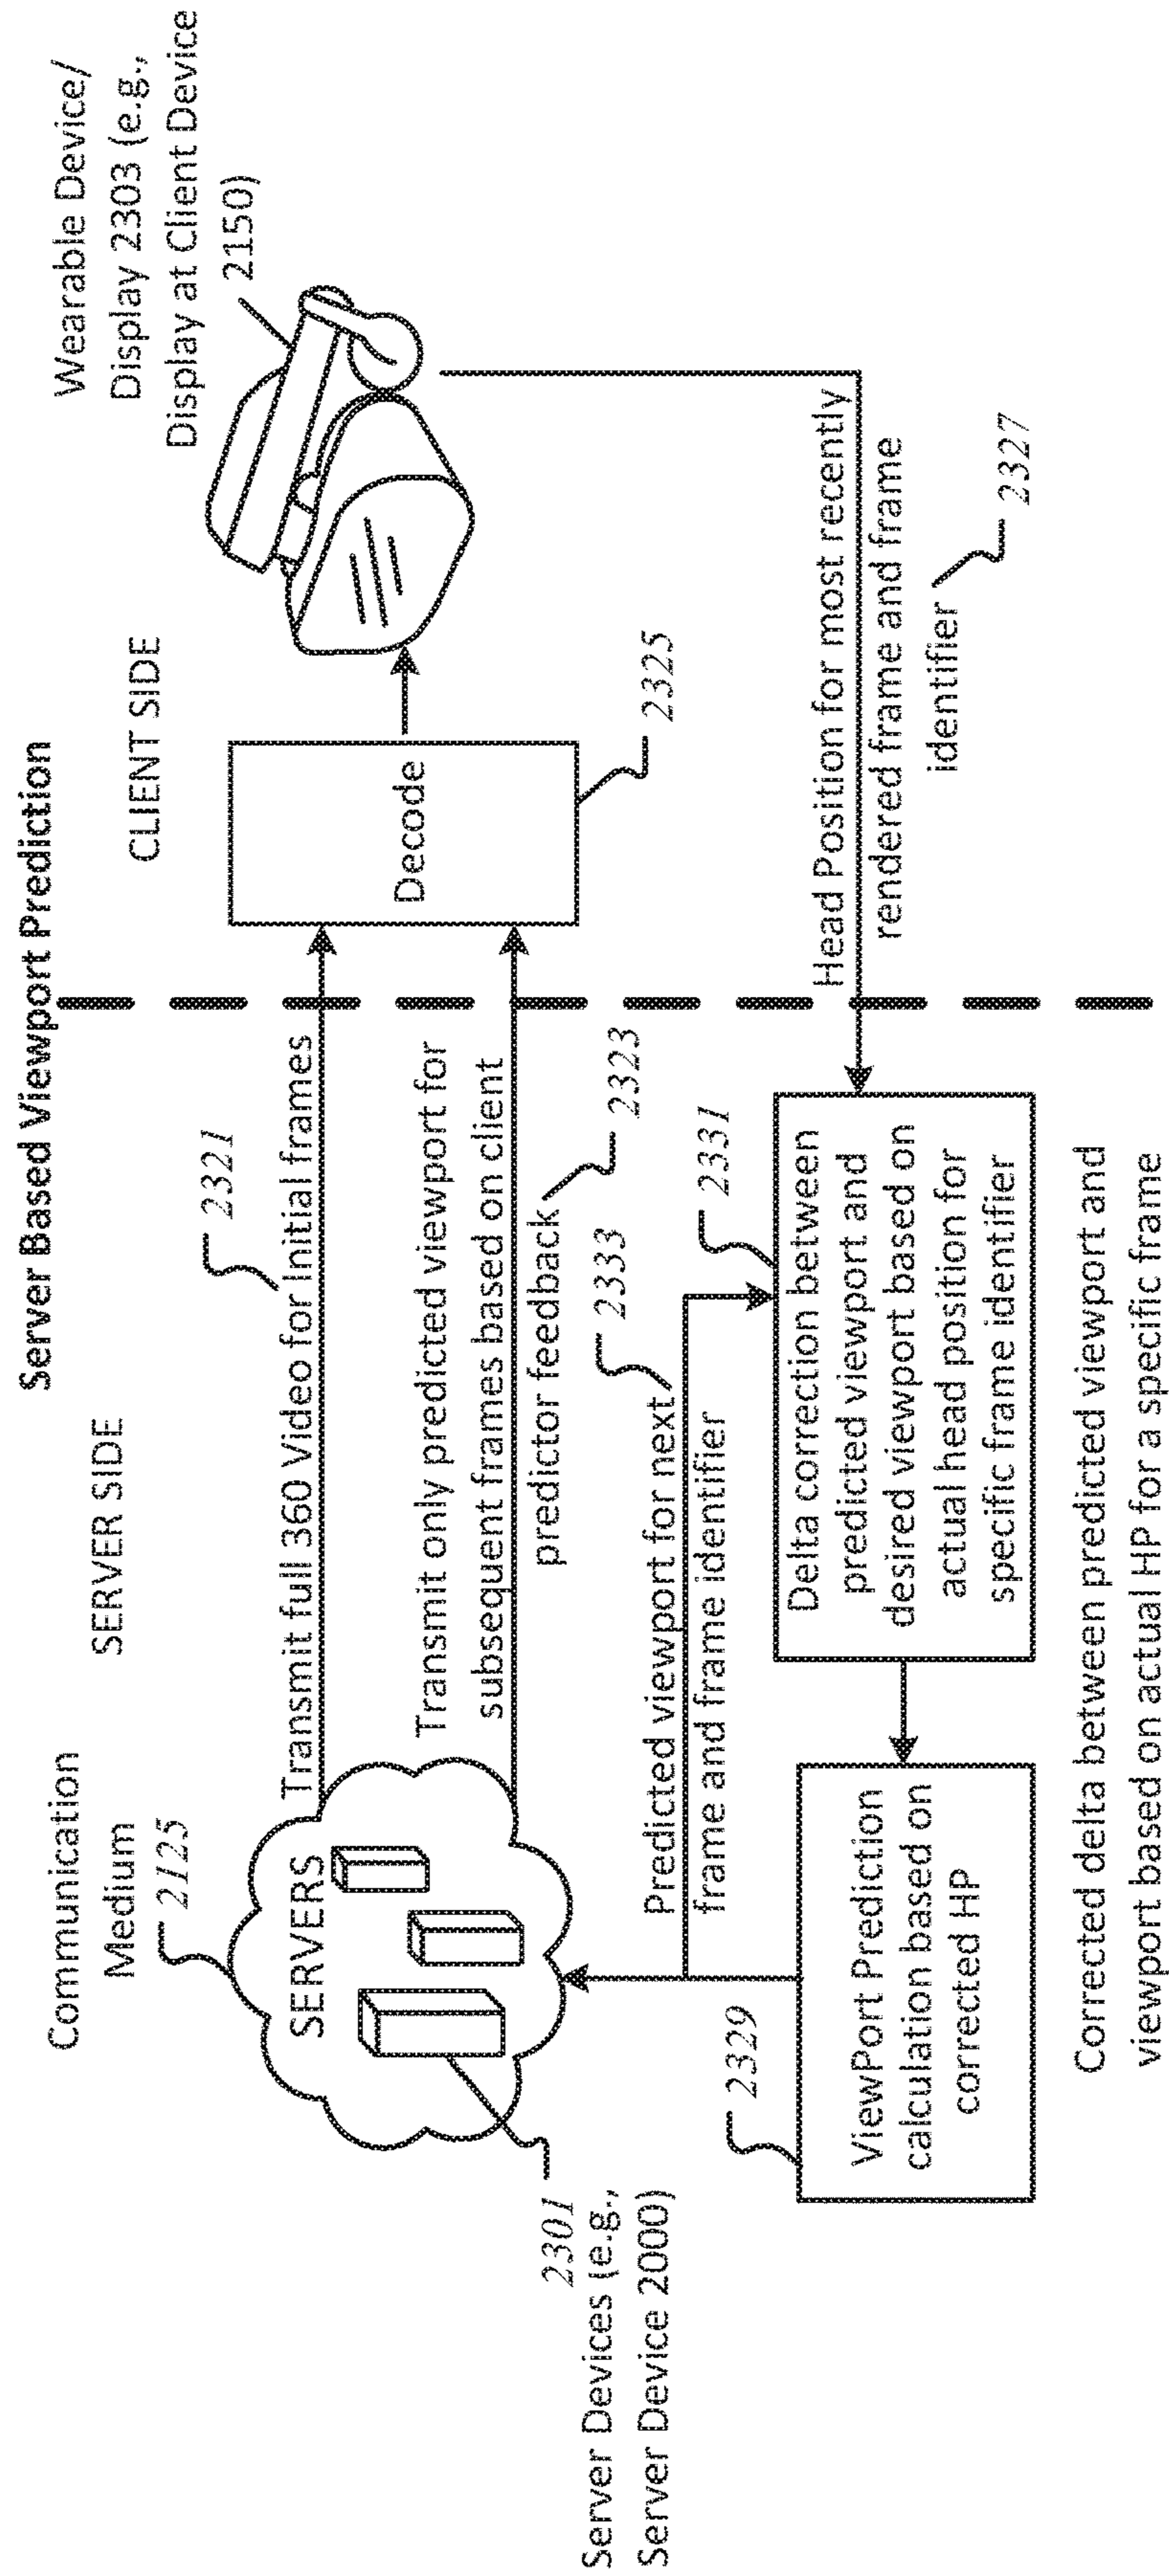 Server Based Viewport Prediction
SERVER SIDE
CLIENT SIDE
Communication
Medium
2125
SERVERS
2301
Server Devices (e.g.,
Server Device 2000)
2321
Transmit full 360 Video for Initial frames
Transmit only predicted viewport for
subsequent frames based on client
predictor feedback
2323
Decode
2325
Wearable Device/
Display 2303 (e.g.,
Display at Client Device
2150)
Head Position for most recently
rendered frame and frame
identifier
2327
2333
Predicted viewport for next
frame and frame identifier
2331
Delta correction between
predicted viewport and
desired viewport based on
actual head position for
specific frame identifier
2329
ViewPort Prediction
calculation based on
corrected HP
Corrected delta between predicted viewport and
viewport based on actual HP for a specific frame